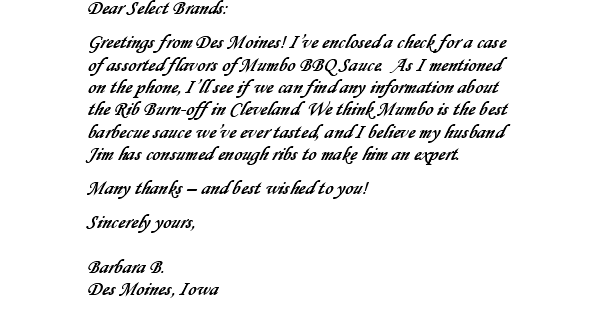 Dear Select Brands:
Greetings from Des Moines! I've enclosed a check for a case
of assorted flavors of Mumbo BBQ Sauce. As I mentioned
on the phone, I'll see if we can find any information about
the Rib Burn-off in Cleveland. We think Mumbo is the best
barbecue sauce we've ever tasted, and I believe my husband
Jim has consumed enough ribs to make him an expert.
Many thanks – and best wished to you!
Sincerely yours,
Barbara B.
Des Moines, Iowa